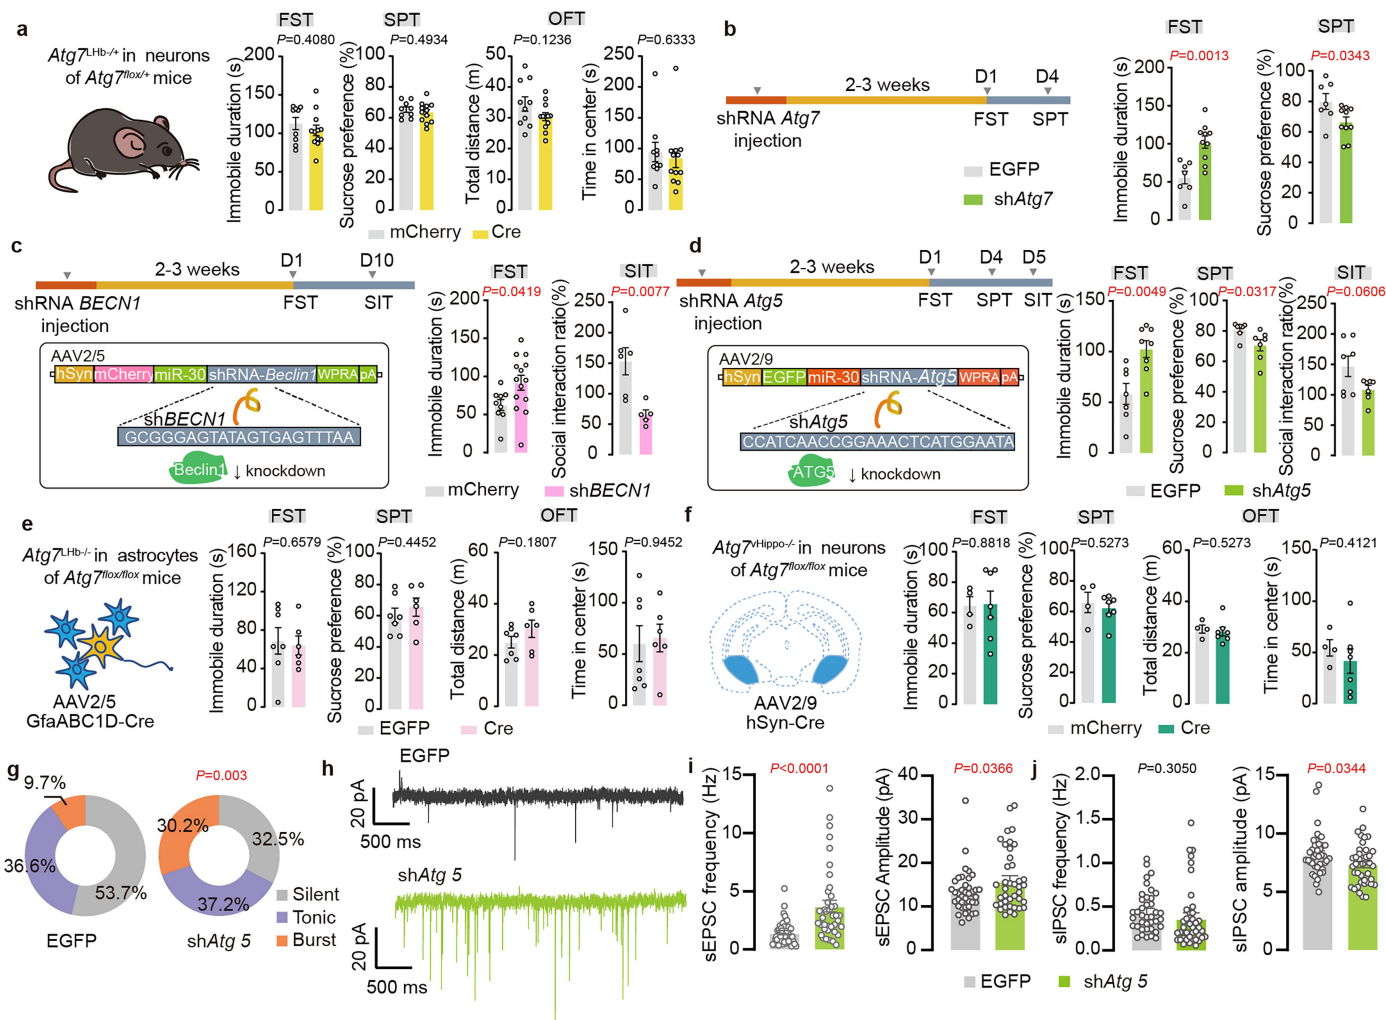 a
Atg7LHb-/+ in neurons
of Atg7flox/+ mice
FST
SPT
OFT
P=0.4080
P=0.4934
P=0.1236
P=0.6333
Immobile duration (s)
200
150
100
50
0
Sucrose preference (%)
100
80
60
40
20
0
Total distance (m)
50
40
30
20
10
0
Time in center (s)
250
200
150
100
50
0
mCherry
Cre
b
2-3 weeks
D1
D4
shRNA Atg7
injection
FST
SPT
EGFP
shAtg7
FST
SPT
P=0.0013
P=0.0343
Immobile duration (s)
200
150
100
50
0
Sucrose preference (%)
100
80
60
40
20
0
c
2-3 weeks
D1
D10
shRNA BECN1
injection
FST
SIT
AAV2/5
hSyn mCherry miR-30 shRNA-Beclin1 WPRA pA
shBECN1
GCGGGAGTATAGTGAGTTTAA
Beclin1
↓ knockdown
FST
SIT
P=0.0419
P=0.0077
Immobile duration (s)
200
150
100
50
0
Social interaction ratio(%)
250
200
150
100
50
0
mCherry
shBECN1
d
2-3 weeks
D1
D4
D5
shRNA Atg5
injection
FST
SPT
SIT
AAV2/9
hSyn EGFP miR-30 shRNA-Atg5 WPRA pA
shAtg5
CCATCAACCGGAAACTCATGGAATA
ATG5
↓ knockdown
FST
SPT
SIT
P=0.0049
P=0.0317
P=0.0606
Immobile duration (s)
150
100
50
0
Sucrose preference (%)
100
80
60
40
20
0
Social interaction ratio(%)
250
200
150
100
50
0
EGFP
shAtg5
e
Atg7LHb-/- in astrocytes
of Atg7flox/flox mice
AAV2/5
GfaABC1D-Cre
FST
SPT
OFT
P=0.6579
P=0.4452
P=0.1807
P=0.9452
Immobile duration (s)
160
120
80
40
0
Sucrose preference (%)
100
80
60
40
20
0
Total distance (m)
60
40
20
0
Time in center (s)
150
100
50
0
EGFP
Cre
f
Atg7vHippo-/- in neurons
of Atg7flox/flox mice
AAV2/9
hSyn-Cre
FST
SPT
OFT
P=0.8818
P=0.5273
P=0.5273
P=0.4121
Immobile duration (s)
100
80
60
40
20
0
Sucrose preference (%)
100
80
60
40
20
0
Total distance (m)
60
40
20
0
Time in center (s)
150
100
50
0
mCherry
Cre
g
P=0.003
9.7%
36.6%
53.7%
EGFP
30.2%
32.5%
37.2%
shAtg 5
Silent
Tonic
Burst
h
EGFP
20 pA
500 ms
shAtg 5
20 pA
500 ms
i
P<0.0001
sEPSC frequency (Hz)
15
10
5
0
P=0.0366
sEPSC Amplitude (pA)
40
30
20
10
0
j
P=0.3050
sIPSC frequency (Hz)
2.0
1.5
1.0
0.5
0.0
P=0.0344
sIPSC amplitude (pA)
15
10
5
0
EGFP
shAtg 5